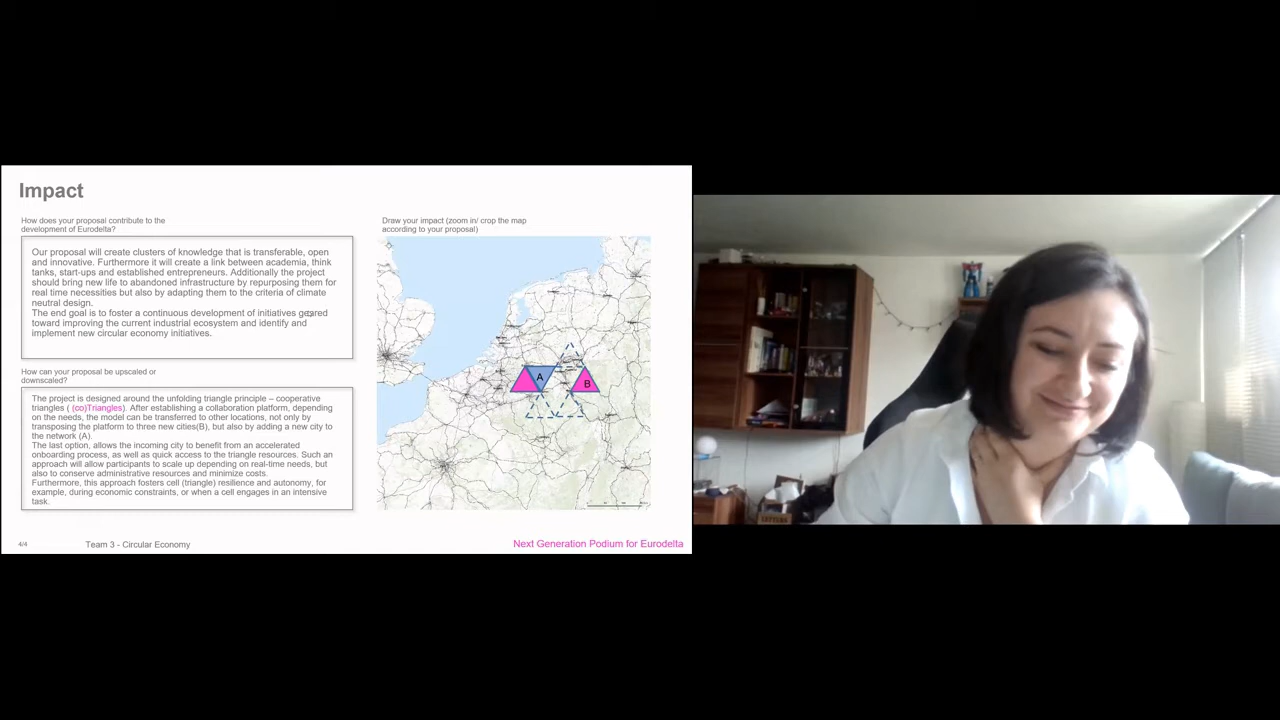 Impact
How does your proposal contribute to the
development of Eurodelta?
Our proposal will create clusters of knowledge that is transferable, open
and innovative. Furthermore it will create a link between academia, think
tanks, start-ups and established entrepreneurs. Additionally the project
should bring new life to abandoned infrastructure by repurposing them for
real time necessities but also by adapting them to the criteria of climate
neutral design.
The end goal is to foster a continuous development of initiatives geared
toward improving the current industrial ecosystem and identify and
implement new circular economy initiatives.
How can your proposal be upscaled or
downscaled?
The project is designed around the unfolding triangle principle – cooperative
triangles ( (co)Triangles). After establishing a collaboration platform, depending
on the needs, the model can be transferred to other locations, not only by
transposing the platform to three new cities(B), but also by adding a new city to
the network (A).
The last option, allows the incoming city to benefit from an accelerated
onboarding process, as well as quick access to the triangle resources. Such an
approach will allow participants to scale up depending on real-time needs, but
also to conserve administrative resources and minimize costs.
Furthermore, this approach fosters cell (triangle) resilience and autonomy, for
example, during economic constraints, or when a cell engages in an intensive
task.
Draw your impact (zoom in/ crop the map
according to your proposal)
A
B
4/4
Team 3 - Circular Economy
Next Generation Podium for Eurodelta